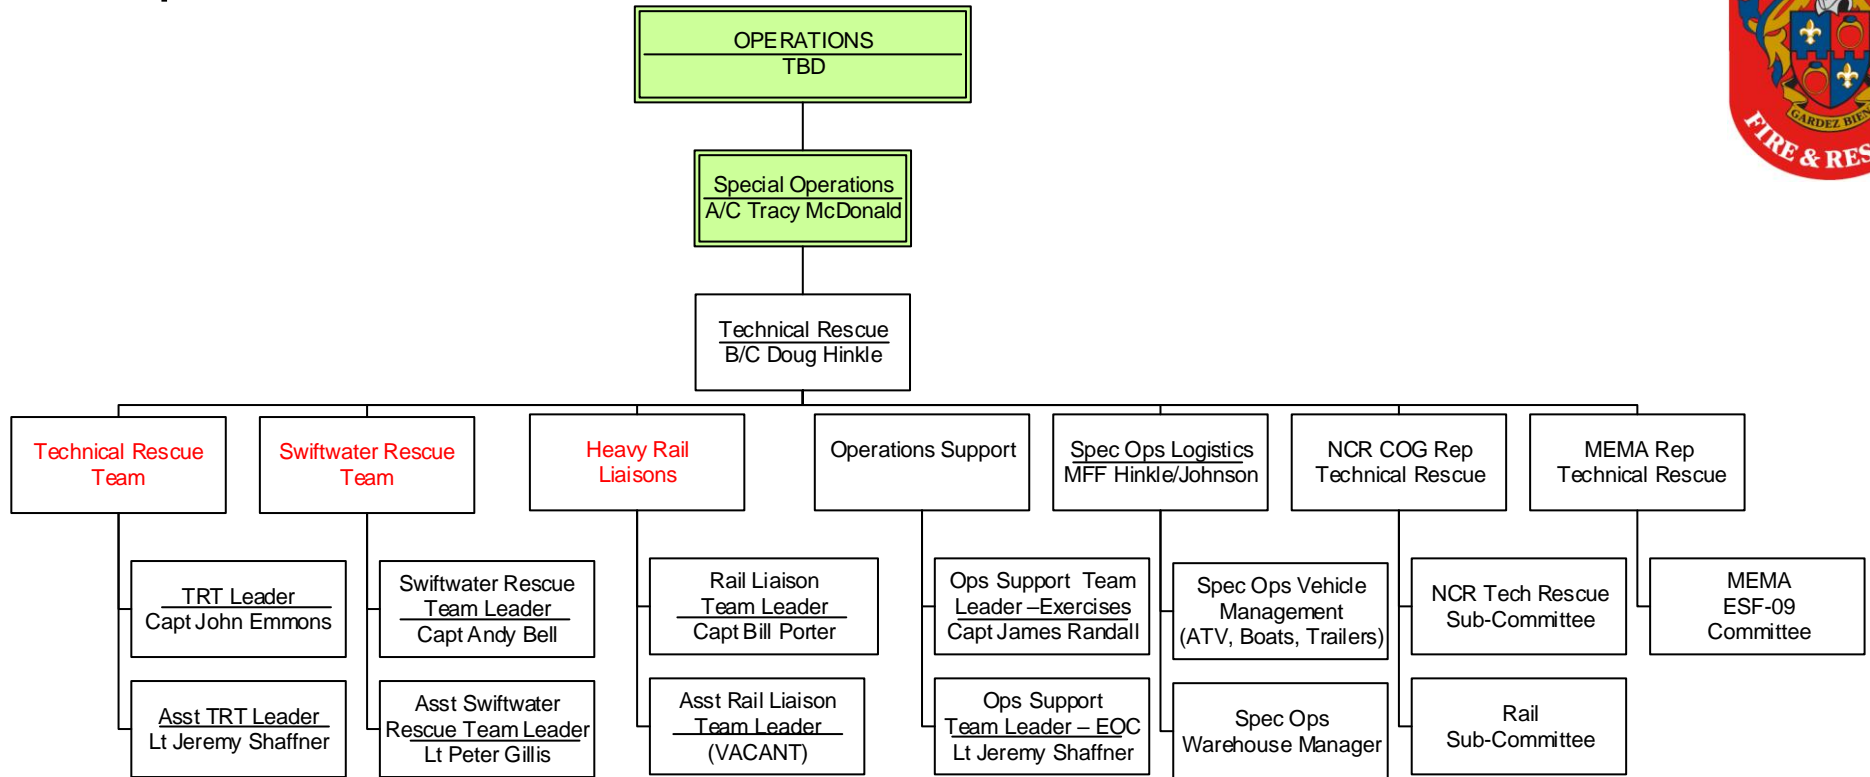 OPERATIONS
TBD
GARDEZ BIEN
FIRE & RES
Special Operations
A/C Tracy McDonald
Technical Rescue
B/C Doug Hinkle
Technical Rescue
Team
Swiftwater Rescue
Team
Heavy Rail
Liaisons
Operations Support
Spec Ops Logistics
MFF Hinkle/Johnson
NCR COG Rep
Technical Rescue
MEMA Rep
Technical Rescue
TRT Leader
Capt John Emmons
Swiftwater Rescue
Team Leader
Capt Andy Bell
Rail Liaison
Team Leader
Capt Bill Porter
Ops Support Team
Leader –Exercises
Capt James Randall
Spec Ops Vehicle
Management
(ATV, Boats, Trailers)
NCR Tech Rescue
Sub-Committee
MEMA
ESF-09
Committee
Asst TRT Leader
Lt Jeremy Shaffner
Asst Swiftwater
Rescue Team Leader
Lt Peter Gillis
Asst Rail Liaison
Team Leader
(VACANT)
Ops Support
Team Leader – EOC
Lt Jeremy Shaffner
Spec Ops
Warehouse Manager
Rail
Sub-Committee